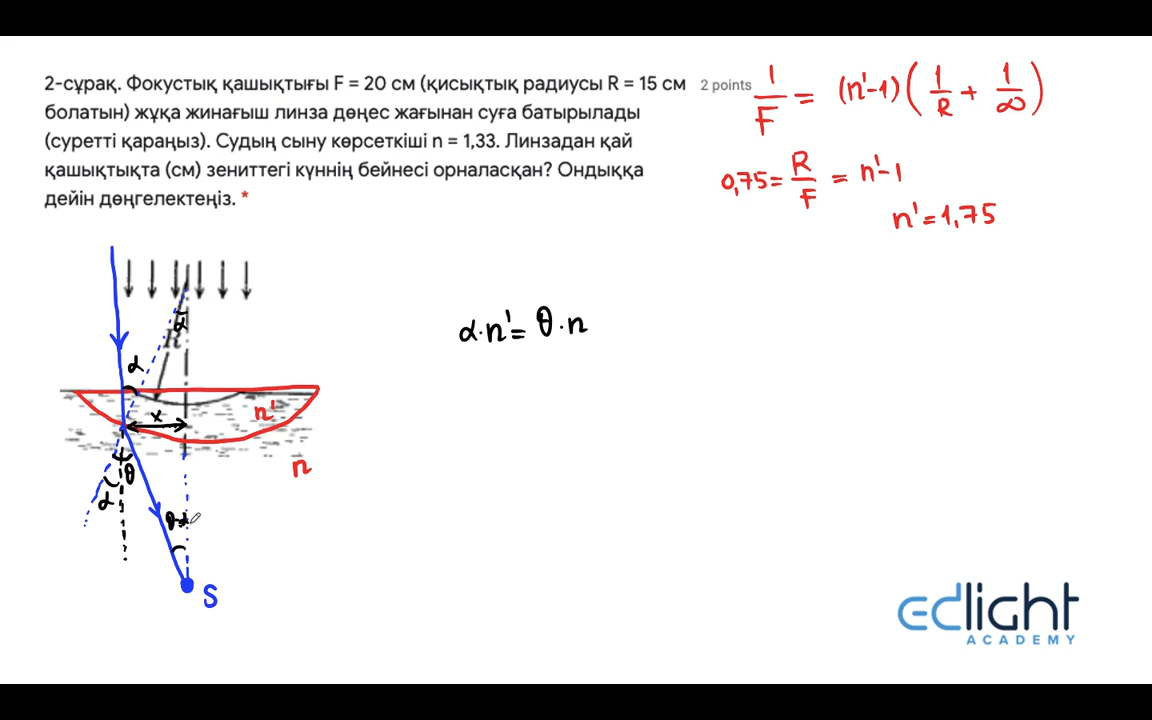 2-сұрақ. Фокустық қашықтығы F = 20 см (қисықтық радиусы R = 15 см
болатын) жұқа жинағыш линза дөңес жағынан суға батырылады
(суретті қараңыз). Судың сыну көрсеткіші n = 1,33. Линзадан қай
қашықтықта (см) зениттегі күннің бейнесі орналасқан? Ондыққа
дейін дөңгелектеңіз. *
2 points
1/F = (n'-1)(1/R + 1/∞)
0,75 = R/F = n'-1
n' = 1,75
α·n' = θ·n
α
R
α
x
n'
n
θ
α
θ-α
S
edlight
ACADEMY